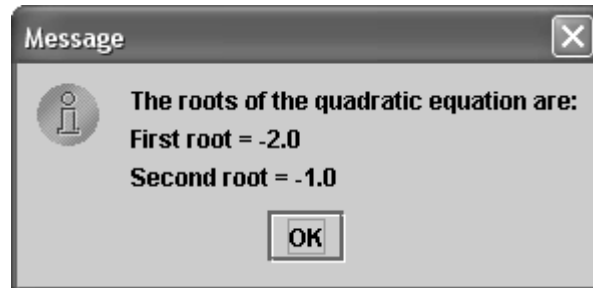 Message
The roots of the quadratic equation are:
First root = -2.0
Second root = -1.0
OK